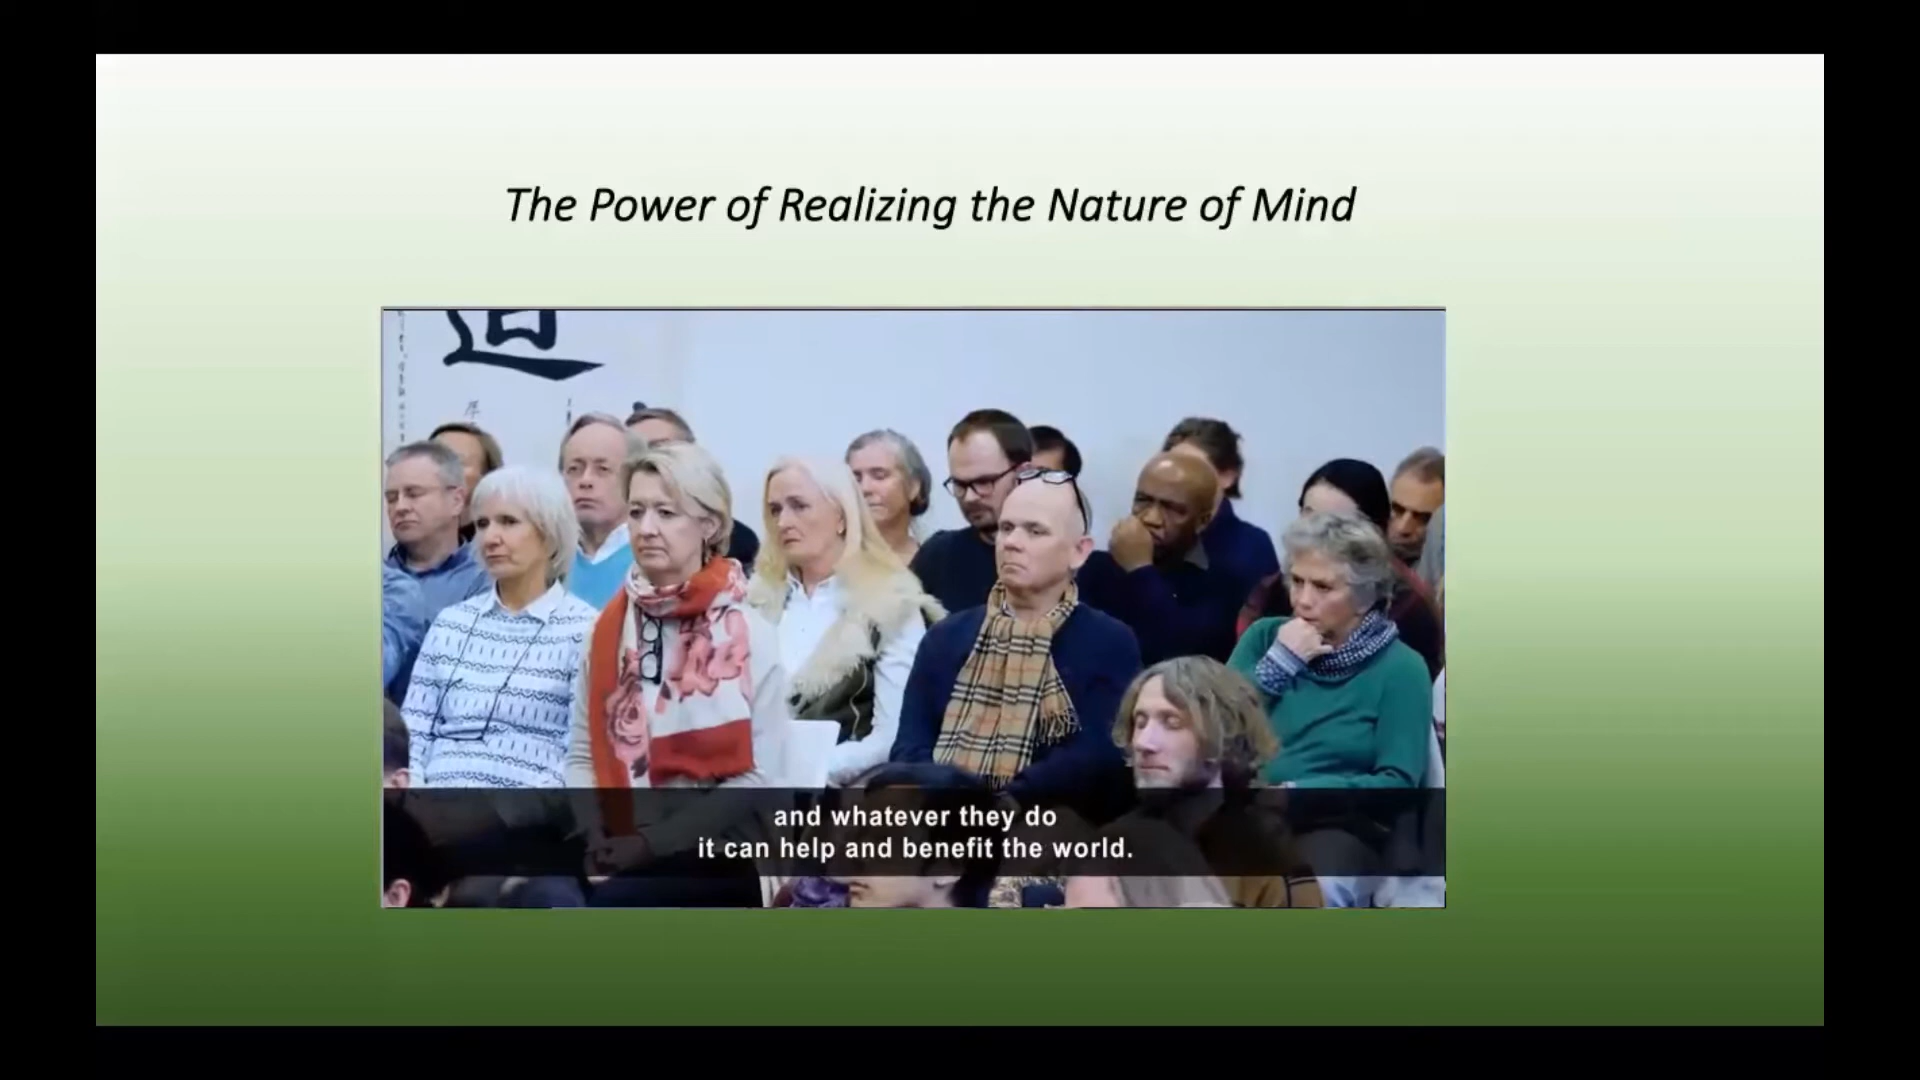 The Power of Realizing the Nature of Mind
and whatever they do
it can help and benefit the world.